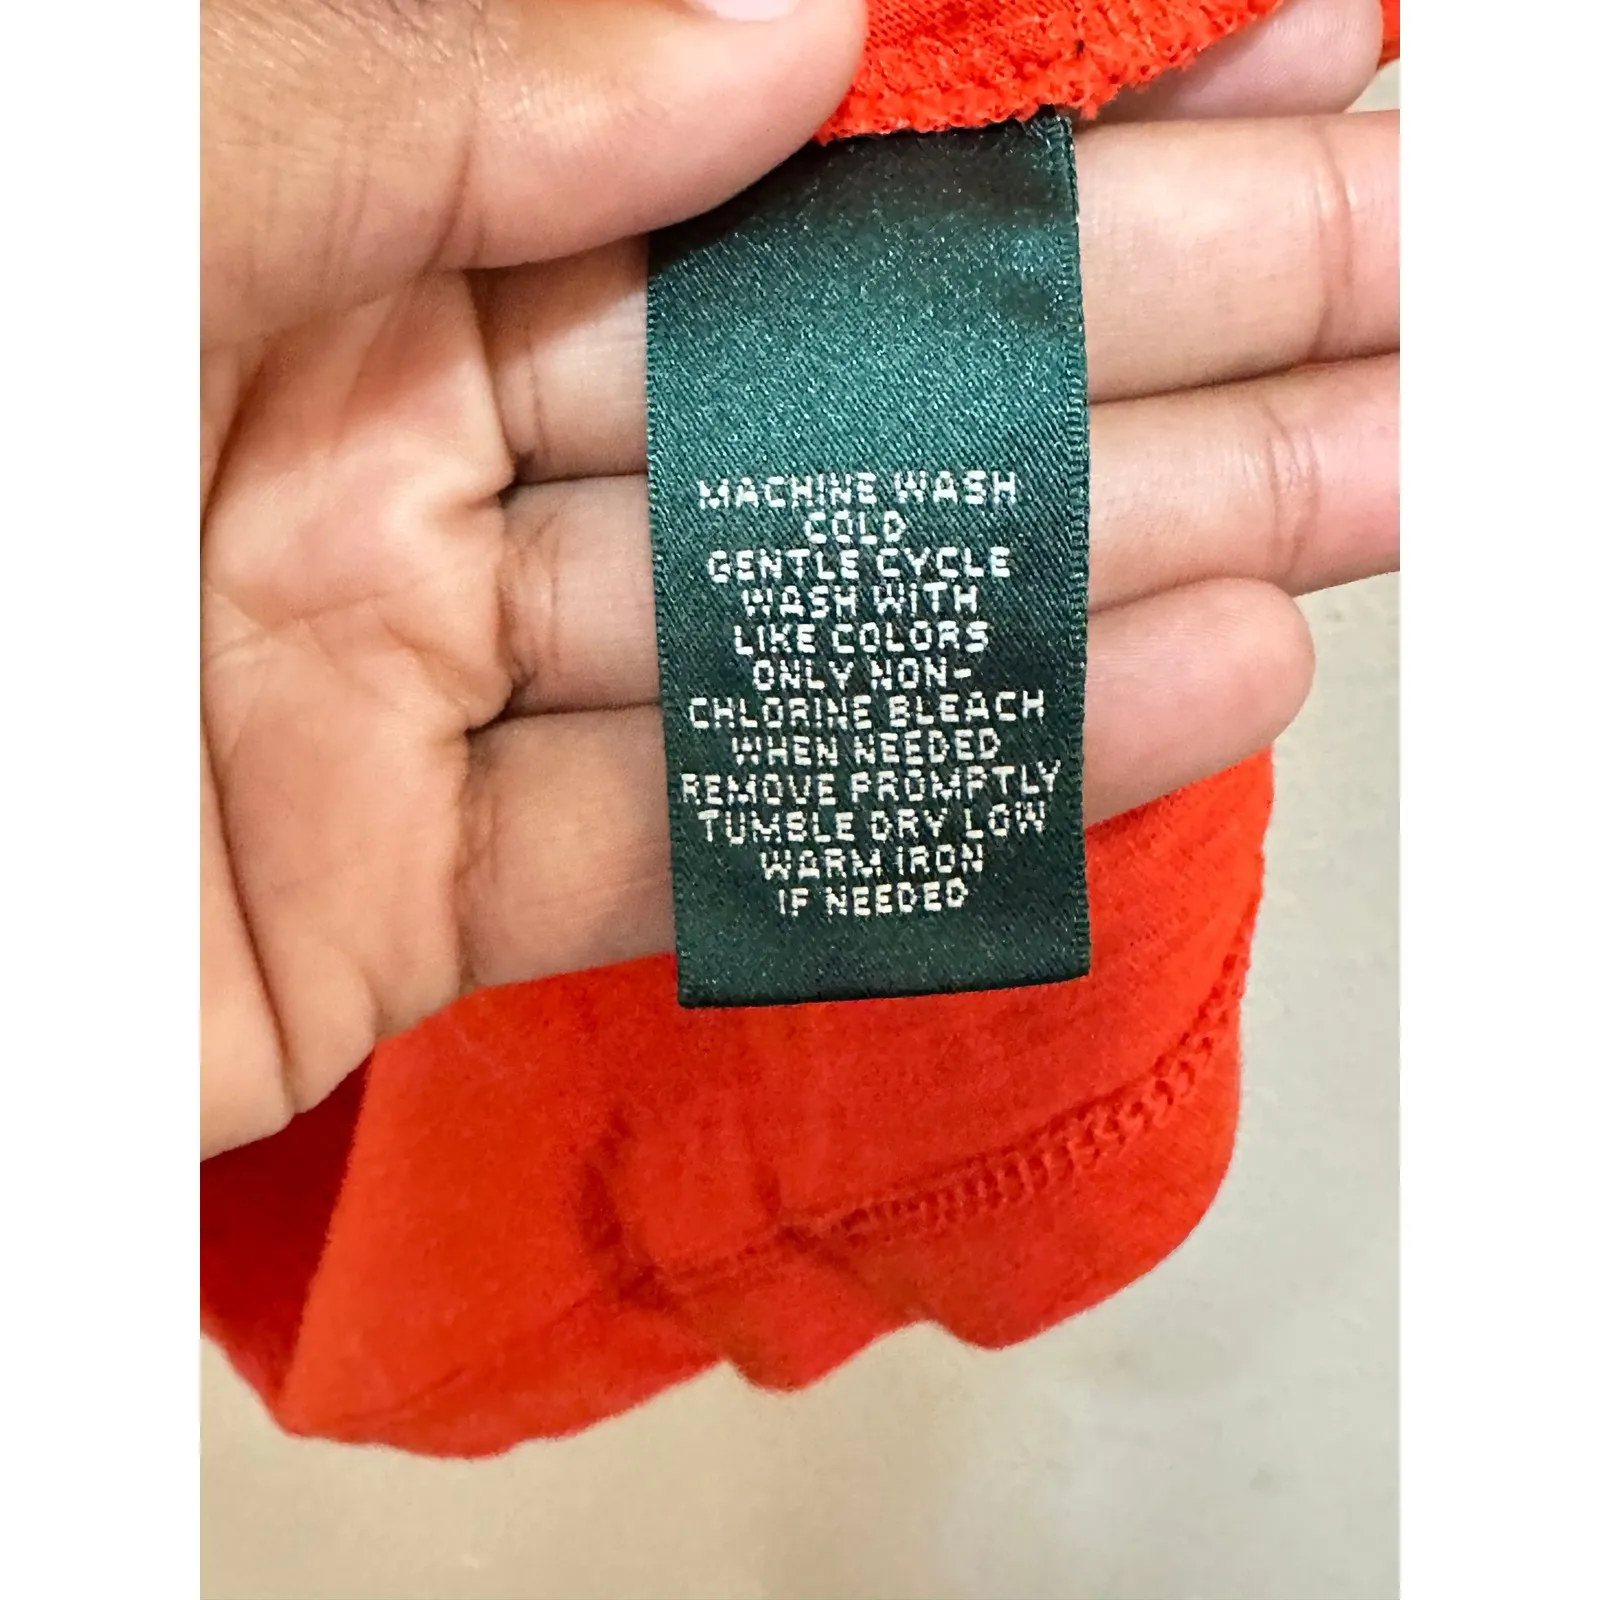 MACHINE WASH
COLD
GENTLE CYCLE
WASH WITH
LIKE COLORS
ONLY NON-
CHLORINE BLEACH
WHEN NEEDED
REMOVE PROMPTLY
TUMBLE DRY LOW
WARM IRON
IF NEEDED